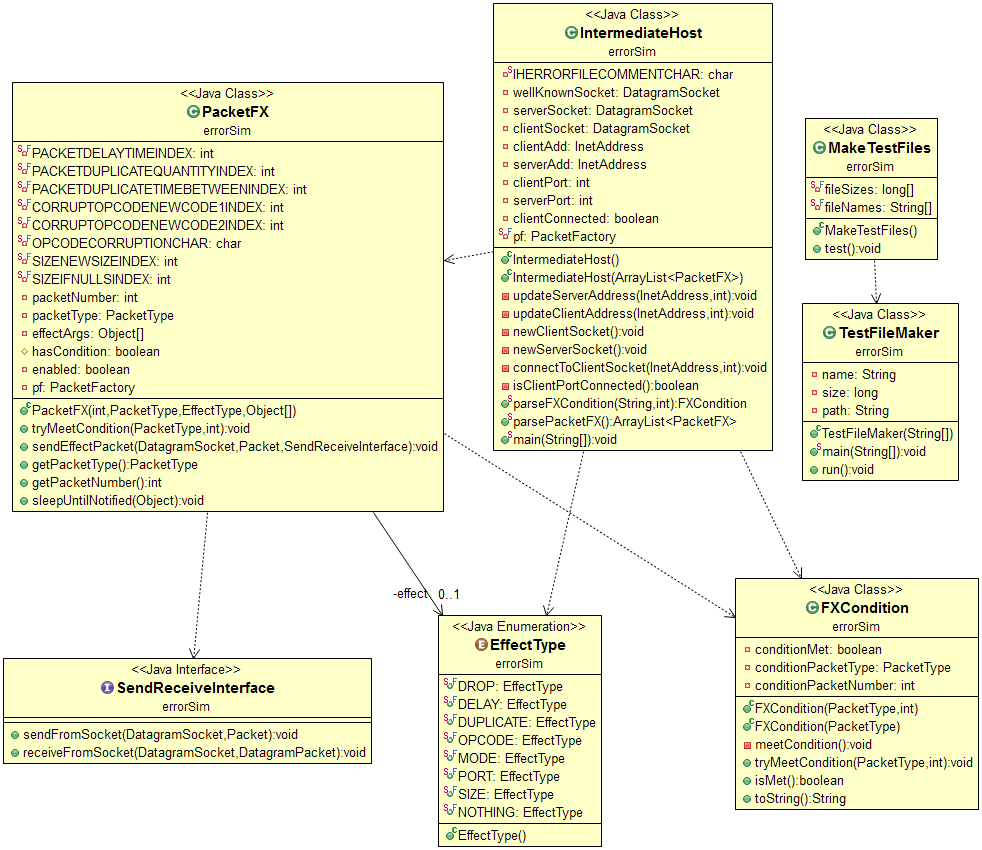 <<Java Class>>
PacketFX
errorSim
PACKETDELAYTIMEINDEX: int
PACKETDUPLICATEQUANTITYINDEX: int
PACKETDUPLICATETIMEBETWEENINDEX: int
CORRUPTOPCODENEWCODE1INDEX: int
CORRUPTOPCODENEWCODE2INDEX: int
OPCODECORRUPTIONCHAR: char
SIZENEWSIZEINDEX: int
SIZEIFNULLSINDEX: int
packetNumber: int
packetType: PacketType
effectArgs: Object[]
hasCondition: boolean
enabled: boolean
pf: PacketFactory
PacketFX(int,PacketType,EffectType,Object[])
tryMeetCondition(PacketType,int):void
sendEffectPacket(DatagramSocket,Packet,SendReceiveInterface):void
getPacketType():PacketType
getPacketNumber():int
sleepUntilNotified(Object):void
<<Java Class>>
IntermediateHost
errorSim
IHERRORFILECOMMENTCHAR: char
wellKnownSocket: DatagramSocket
serverSocket: DatagramSocket
clientSocket: DatagramSocket
clientAdd: InetAddress
serverAdd: InetAddress
clientPort: int
serverPort: int
clientConnected: boolean
pf: PacketFactory
IntermediateHost()
IntermediateHost(ArrayList<PacketFX>)
updateServerAddress(InetAddress,int):void
updateClientAddress(InetAddress,int):void
newClientSocket():void
newServerSocket():void
connectToClientSocket(InetAddress,int):void
isClientPortConnected():boolean
parseFXCondition(String,int):FXCondition
parsePacketFX():ArrayList<PacketFX>
main(String[]):void
<<Java Class>>
MakeTestFiles
errorSim
fileSizes: long[]
fileNames: String[]
MakeTestFiles()
test():void
<<Java Class>>
TestFileMaker
errorSim
name: String
size: long
path: String
TestFileMaker(String[])
main(String[]):void
run():void
-effect 0..1
<<Java Interface>>
SendReceiveInterface
errorSim
sendFromSocket(DatagramSocket,Packet):void
receiveFromSocket(DatagramSocket,DatagramPacket):void
<<Java Enumeration>>
EffectType
errorSim
DROP: EffectType
DELAY: EffectType
DUPLICATE: EffectType
OPCODE: EffectType
MODE: EffectType
PORT: EffectType
SIZE: EffectType
NOTHING: EffectType
EffectType()
<<Java Class>>
FXCondition
errorSim
conditionMet: boolean
conditionPacketType: PacketType
conditionPacketNumber: int
FXCondition(PacketType,int)
FXCondition(PacketType)
meetCondition():void
tryMeetCondition(PacketType,int):void
isMet():boolean
toString():String